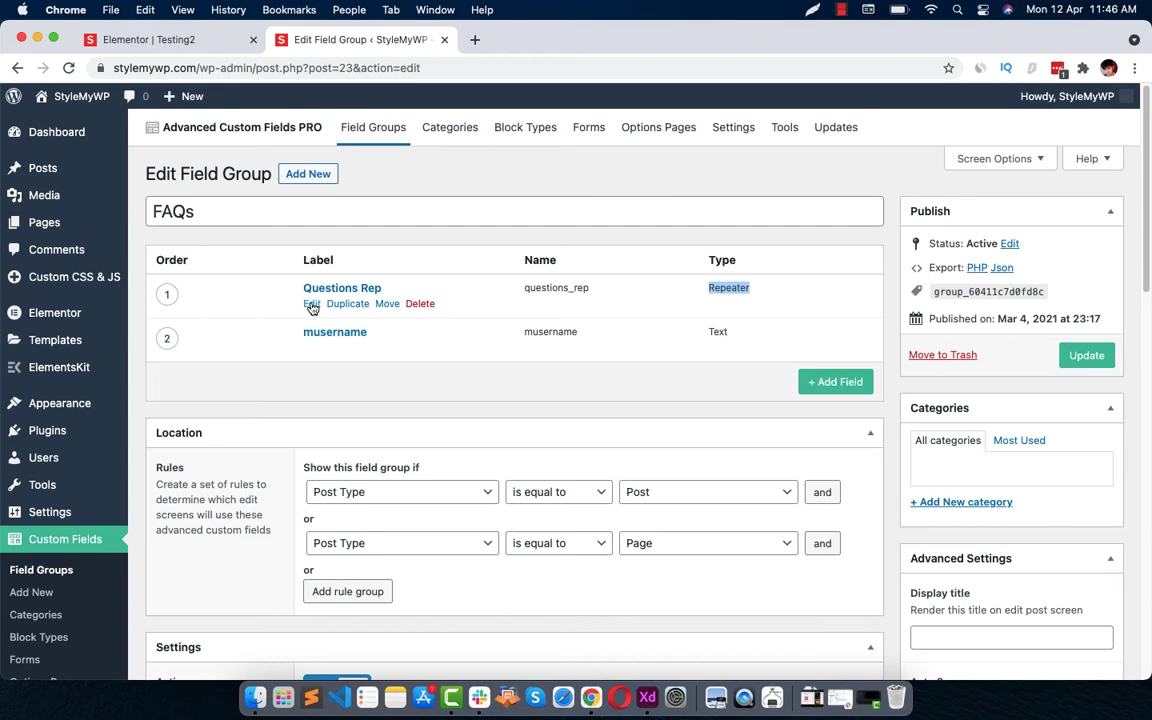 Chrome File Edit View History Bookmarks People Tab Window Help Mon 12 Apr 11:46 AM
Elementor | Testing2
Edit Field Group ‹ StyleMyWP -
stylemywp.com/wp-admin/post.php?post=23&action=edit
IQ
1
StyleMyWP 0 New Howdy, StyleMyWP
Dashboard
Posts
Media
Pages
Comments
Custom CSS & JS
Elementor
Templates
ElementsKit
Appearance
Plugins
Users
Tools
Settings
Custom Fields
Field Groups
Add New
Categories
Block Types
Forms
Advanced Custom Fields PRO Field Groups Categories Block Types Forms Options Pages Settings Tools Updates
Screen Options Help
Edit Field Group Add New
FAQs
Order Label Name Type
1 Questions Rep questions_rep Repeater
Edit Duplicate Move Delete
2 musername musername Text
+ Add Field
Location
Rules
Create a set of rules to
determine which edit
screens will use these
advanced custom fields
Show this field group if
Post Type is equal to Post and
or
Post Type is equal to Page and
or
Add rule group
Settings
Publish
Status: Active Edit
Export: PHP Json
group_60411c7d0fd8c
Published on: Mar 4, 2021 at 23:17
Move to Trash Update
Categories
All categories Most Used
+ Add New category
Advanced Settings
Display title
Render this title on edit post screen